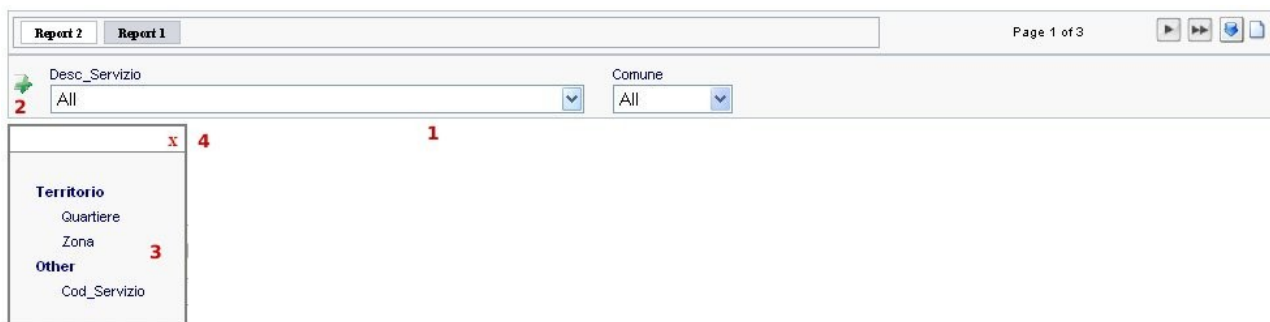 Report 2 Report 1 Page 1 of 3
Desc_Servizio Comune
2 All All
1
x 4
Territorio
Quartiere
Zona
3
Other
Cod_Servizio